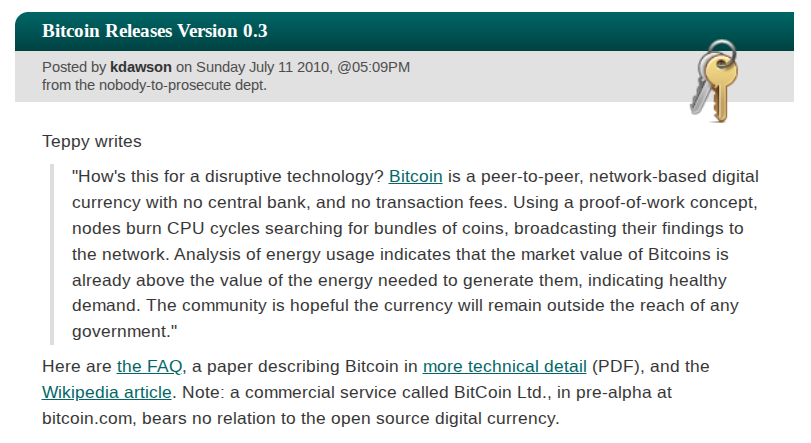 Bitcoin Releases Version 0.3
Posted by kdawson on Sunday July 11 2010, @05:09PM
from the nobody-to-prosecute dept.
Teppy writes
"How's this for a disruptive technology? Bitcoin is a peer-to-peer, network-based digital
currency with no central bank, and no transaction fees. Using a proof-of-work concept,
nodes burn CPU cycles searching for bundles of coins, broadcasting their findings to
the network. Analysis of energy usage indicates that the market value of Bitcoins is
already above the value of the energy needed to generate them, indicating healthy
demand. The community is hopeful the currency will remain outside the reach of any
government."
Here are the FAQ, a paper describing Bitcoin in more technical detail (PDF), and the
Wikipedia article. Note: a commercial service called BitCoin Ltd., in pre-alpha at
bitcoin.com, bears no relation to the open source digital currency.